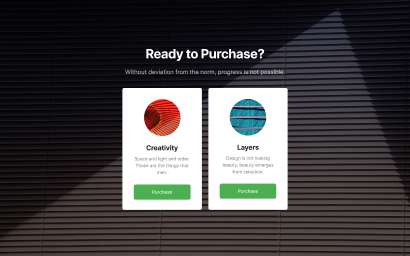 Ready to Purchase?
Without deviation from the norm, progress is not possible.
Creativity
Space and light and order.
Those are the things that
men
Purchase
Layers
Design is not making
beauty, beauty emerges
from selection
Purchase